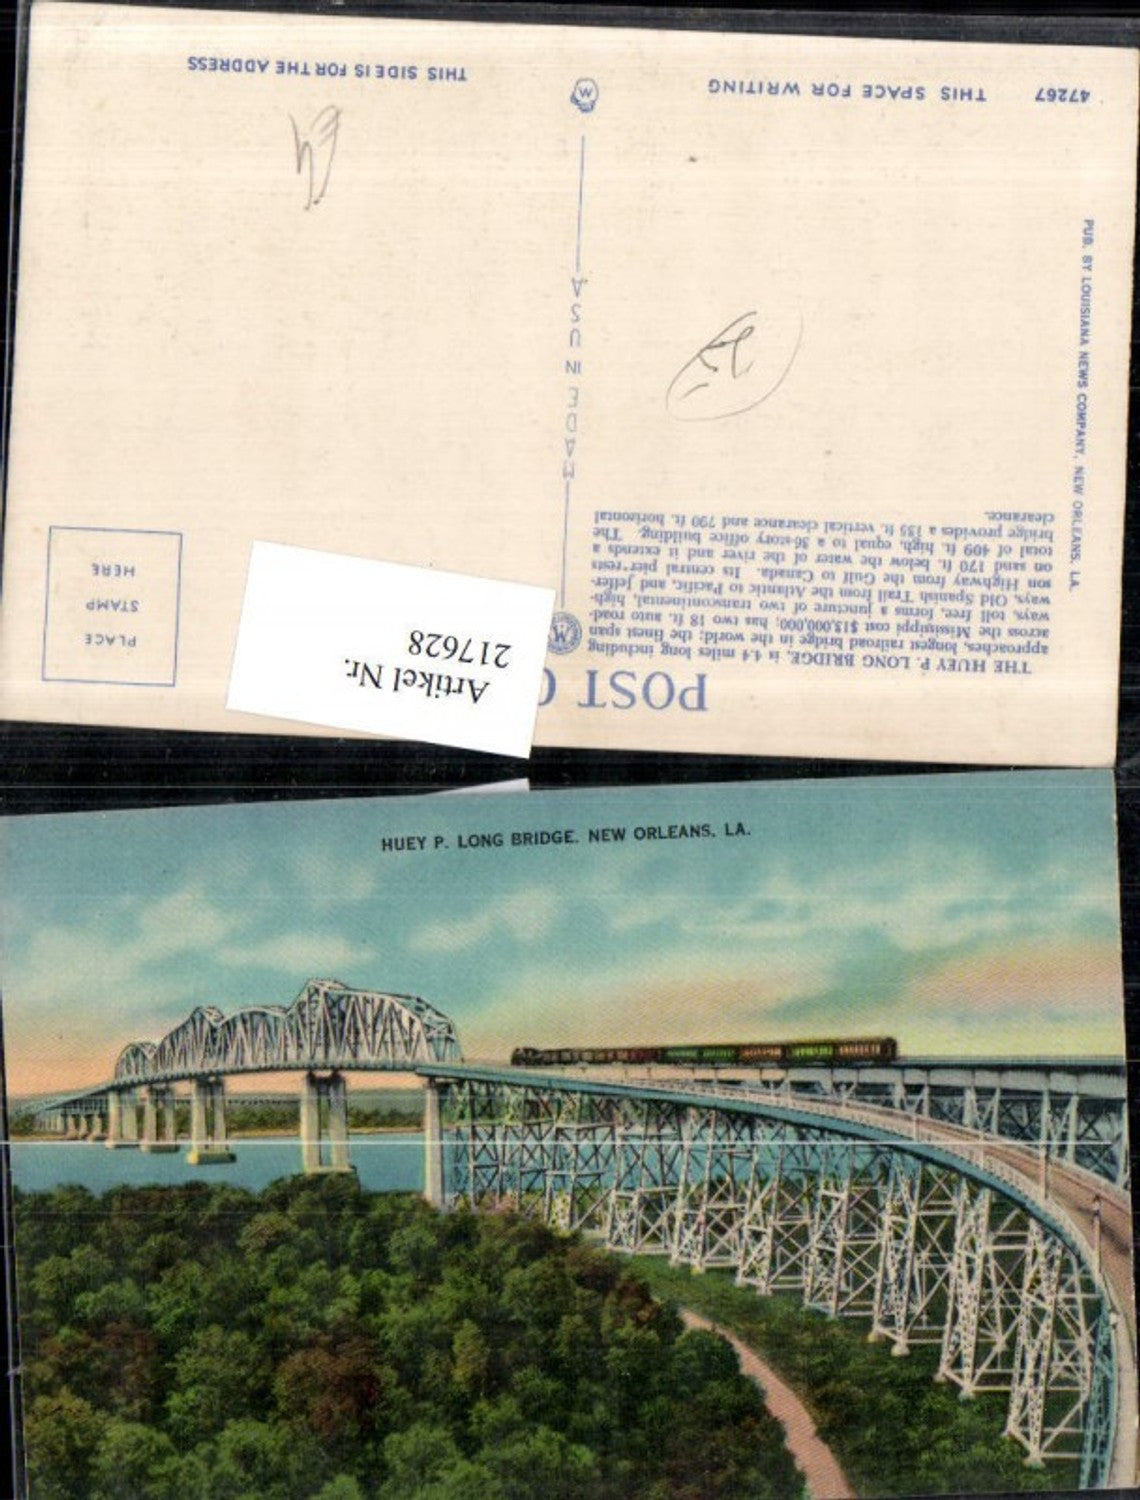 POST C
THE HUEY P. LONG BRIDGE, is 4.4 miles long including
approaches, longest railroad bridge in the world; the finest span
across the Mississippi cost $13,000,000; has two 18 ft. auto road-
ways, toll free, forms a juncture of two transcontinental, high-
ways, Old Spanish Trail from the Atlantic to Pacific, and Jeffer-
son Highway from the Gulf to Canada. Its central pier rests
on sand 170 ft. below the water of the river and it extends a
total of 409 ft. high, equal to a 36-story office building. The
bridge provides a 135 ft. vertical clearance and 790 ft. horizontal
clearance.
PLACE
STAMP
HERE
Artikel Nr.
217628
MADE IN USA
PUB. BY LOUISIANA NEWS COMPANY, NEW ORLEANS, LA.
47267 THIS SPACE FOR WRITING
W
THIS SIDE IS FOR THE ADDRESS
HUEY P. LONG BRIDGE, NEW ORLEANS, LA.